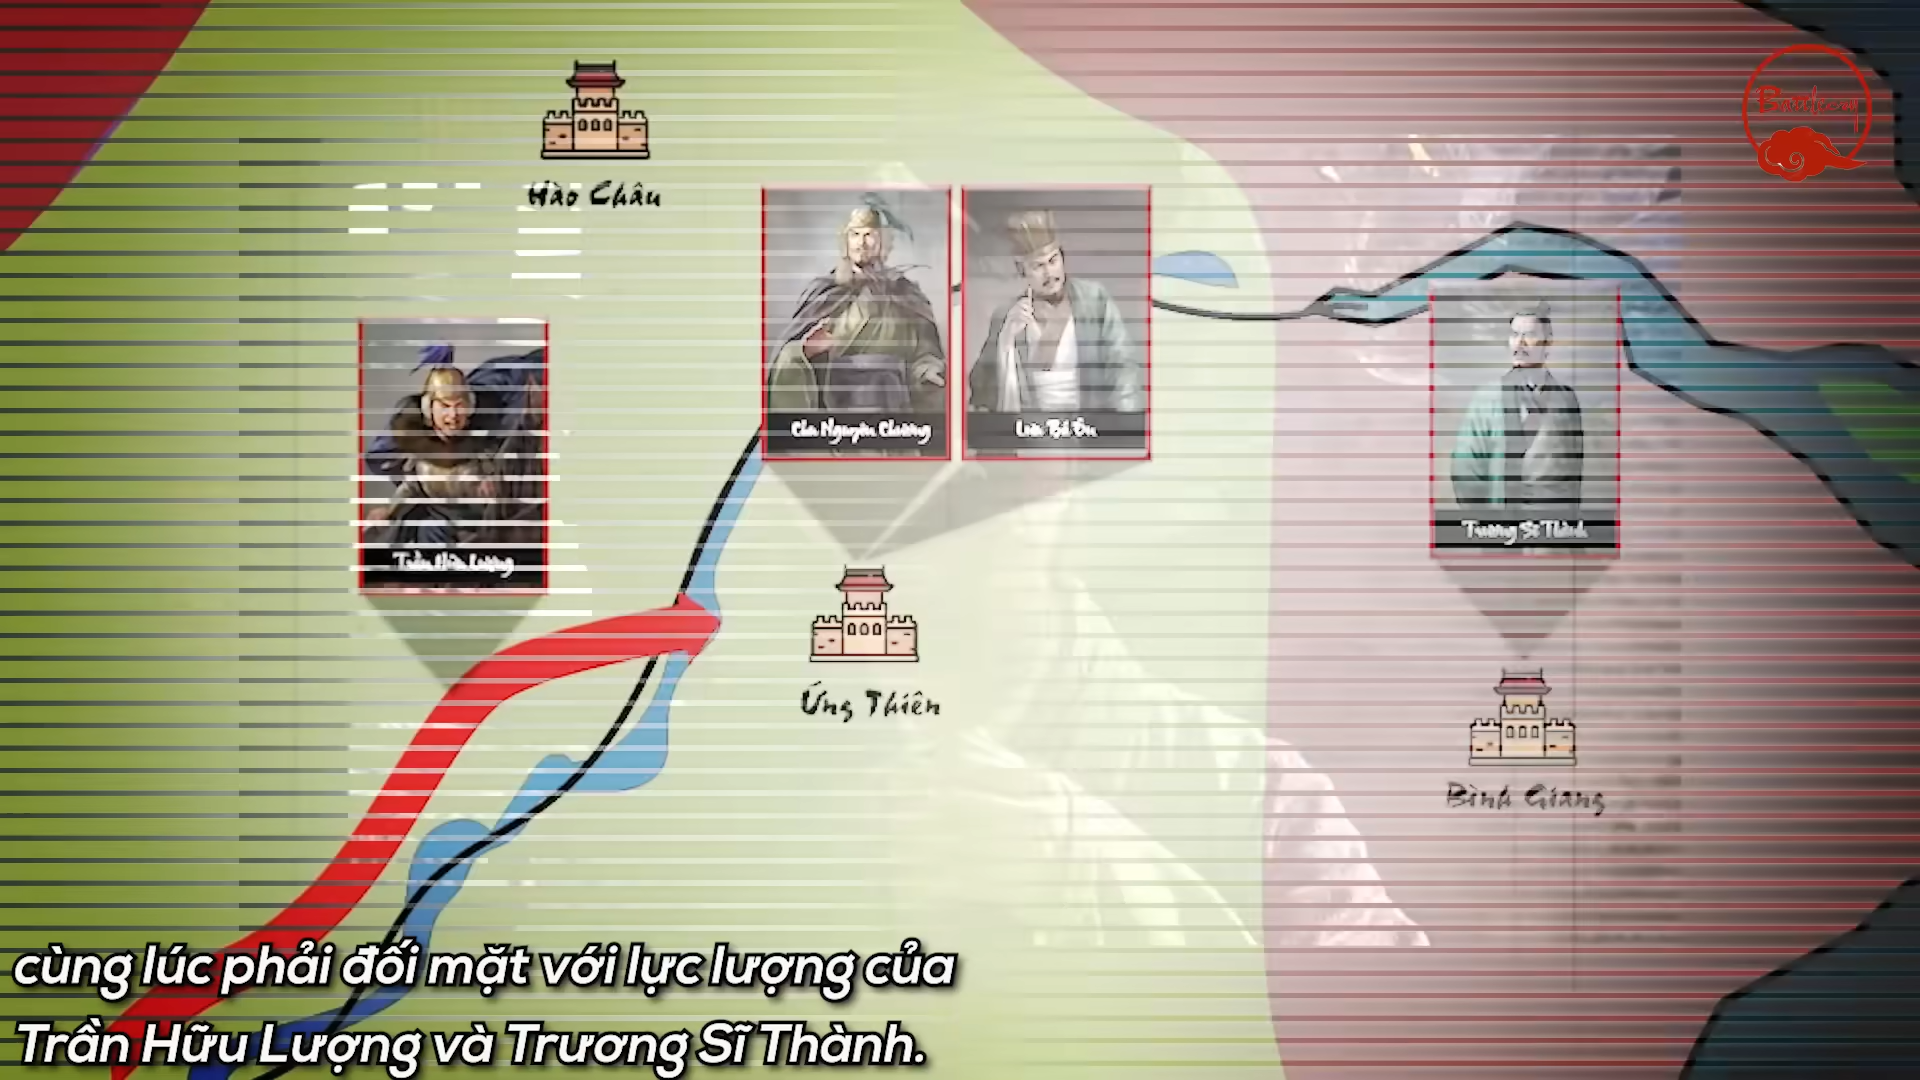 Hào Châu
Chu Nguyên Chương
Lưu Bá Ôn
Trần Hữu Lượng
Trương Sĩ Thành
Ứng Thiên
Bình Giang
cùng lúc phải đối mặt với lực lượng của
Trần Hữu Lượng và Trương Sĩ Thành.